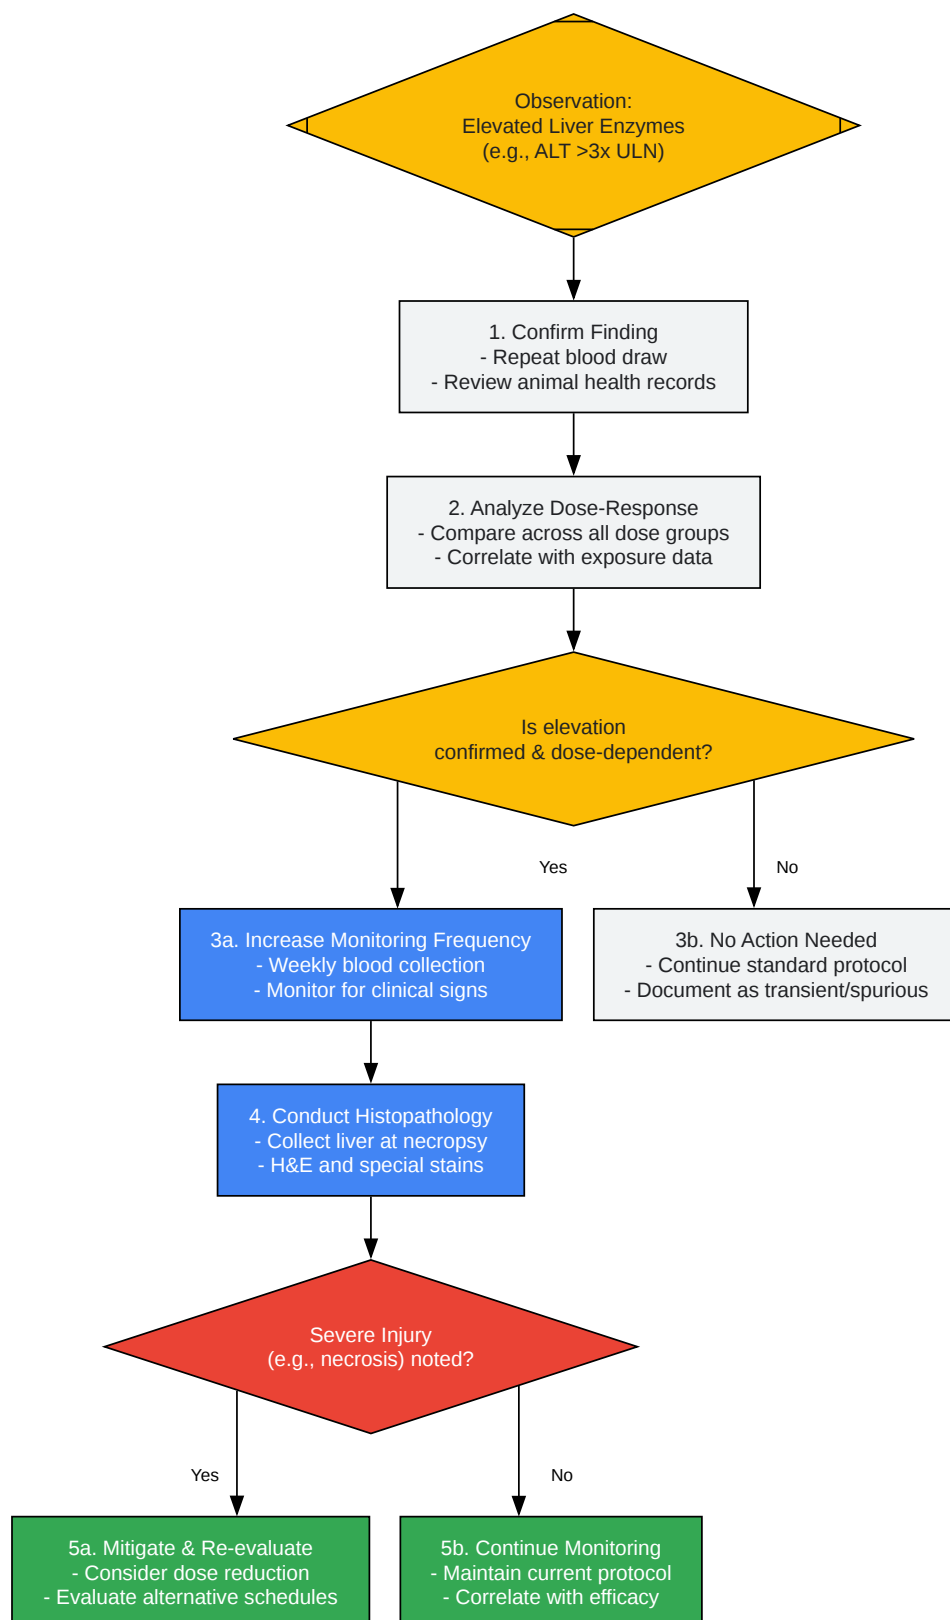 Observation:
Elevated Liver Enzymes
(e.g., ALT >3x ULN)
1. Confirm Finding
- Repeat blood draw
- Review animal health records
2. Analyze Dose-Response
- Compare across all dose groups
- Correlate with exposure data
Is elevation
confirmed & dose-dependent?
Yes
No
3a. Increase Monitoring Frequency
- Weekly blood collection
- Monitor for clinical signs
3b. No Action Needed
- Continue standard protocol
- Document as transient/spurious
4. Conduct Histopathology
- Collect liver at necropsy
- H&E and special stains
Severe Injury
(e.g., necrosis) noted?
Yes
No
5a. Mitigate & Re-evaluate
- Consider dose reduction
- Evaluate alternative schedules
5b. Continue Monitoring
- Maintain current protocol
- Correlate with efficacy